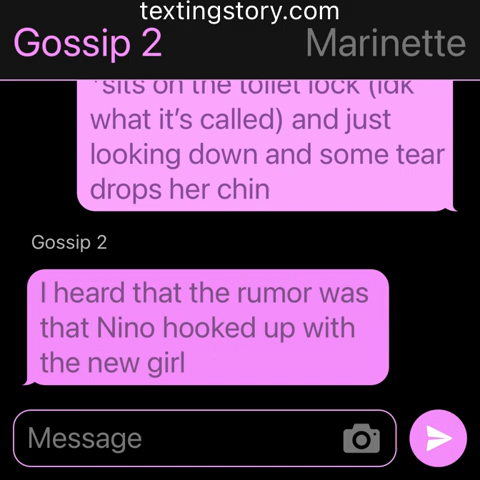 textingstory.com
Gossip 2 Marinette
*sits on the toilet lock (idk
what it's called) and just
looking down and some tear
drops her chin
Gossip 2
I heard that the rumor was
that Nino hooked up with
the new girl
Message